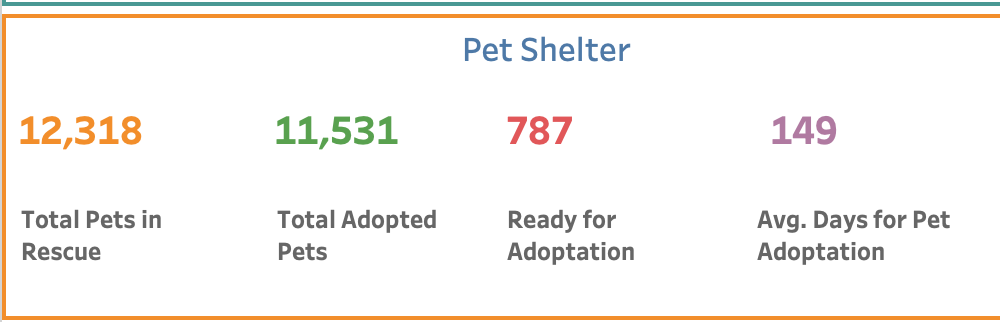 Pet Shelter
12,318
11,531
787
149
Total Pets in
Rescue
Total Adopted
Pets
Ready for
Adoptation
Avg. Days for Pet
Adoptation